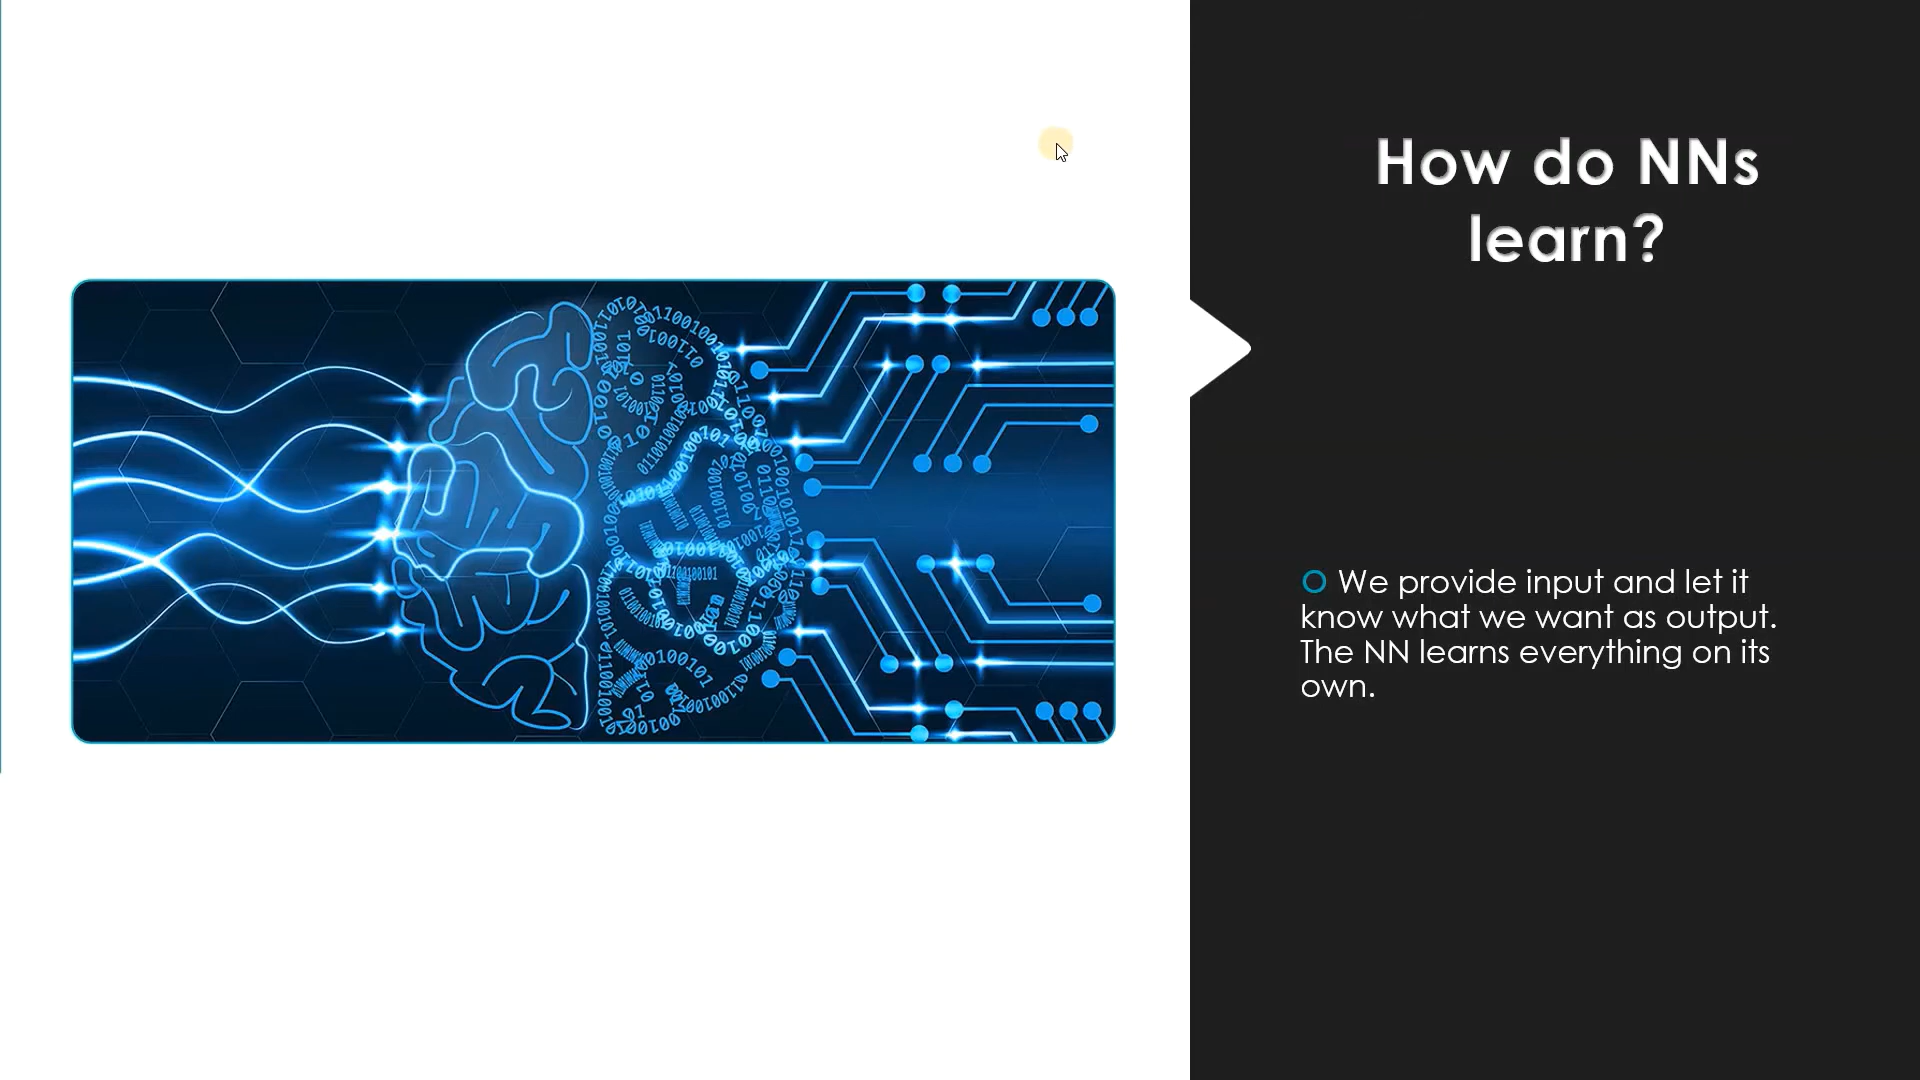 How do NNs
learn?
We provide input and let it
know what we want as output.
The NN learns everything on its
own.